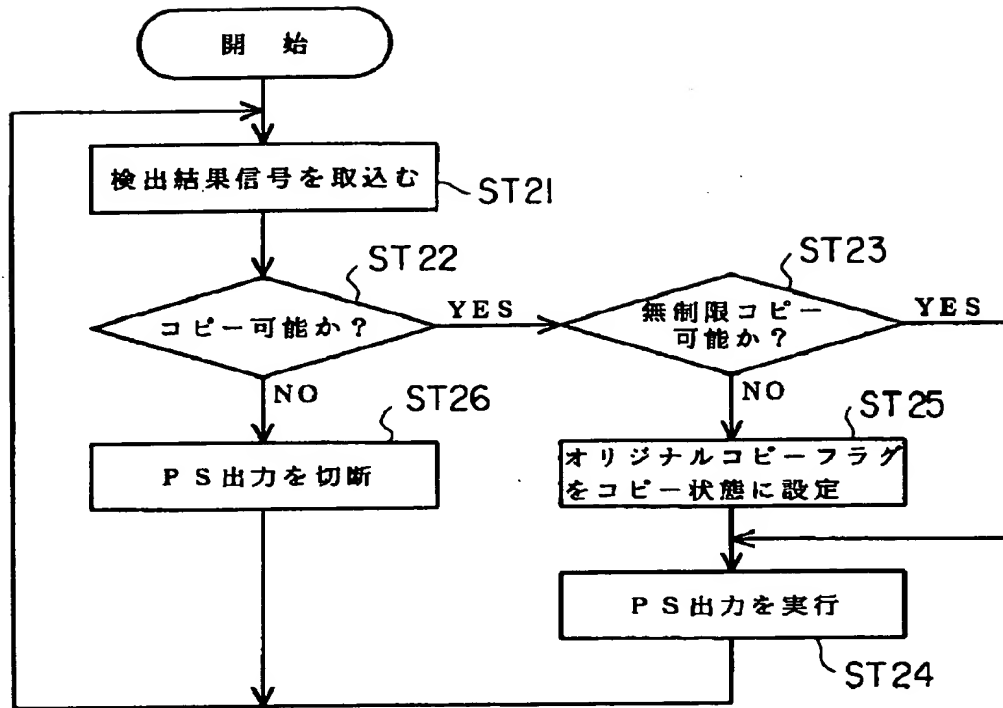 開 始
検出結果信号を取込む
ST21
ST22
コピー可能か?
YES
ST23
無制限コピー
可能か?
YES
NO
ST26
PS出力を切断
NO
ST25
オリジナルコピーフラグ
をコピー状態に設定
PS出力を実行
ST24